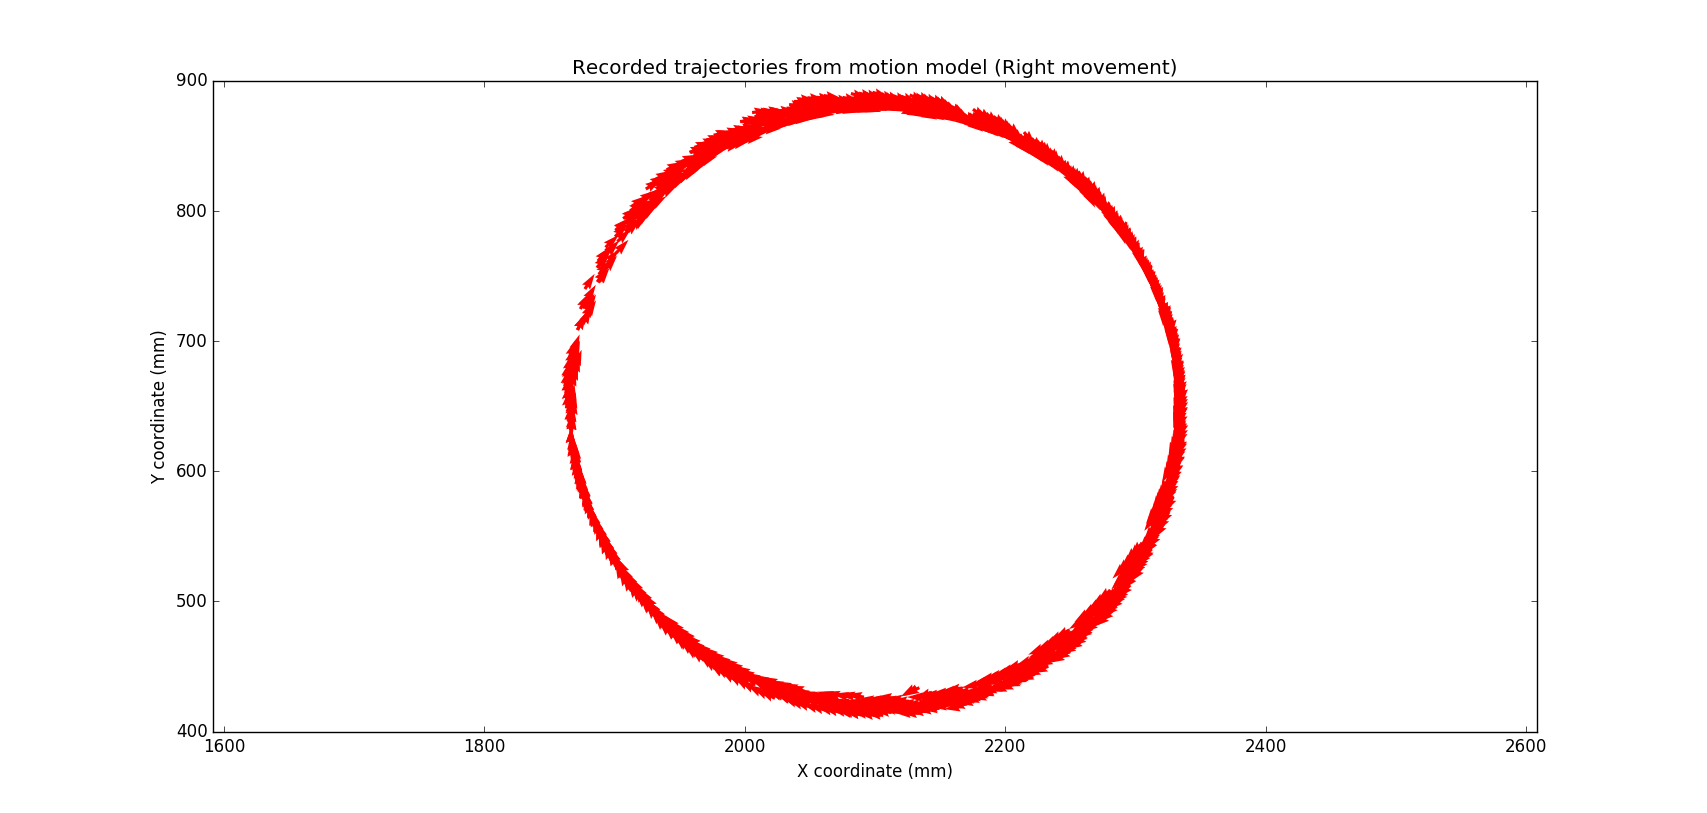 Recorded trajectories from motion model (Right movement)
900
800
700
600
500
400
Y coordinate (mm)
1600 1800 2000 2200 2400 2600
X coordinate (mm)